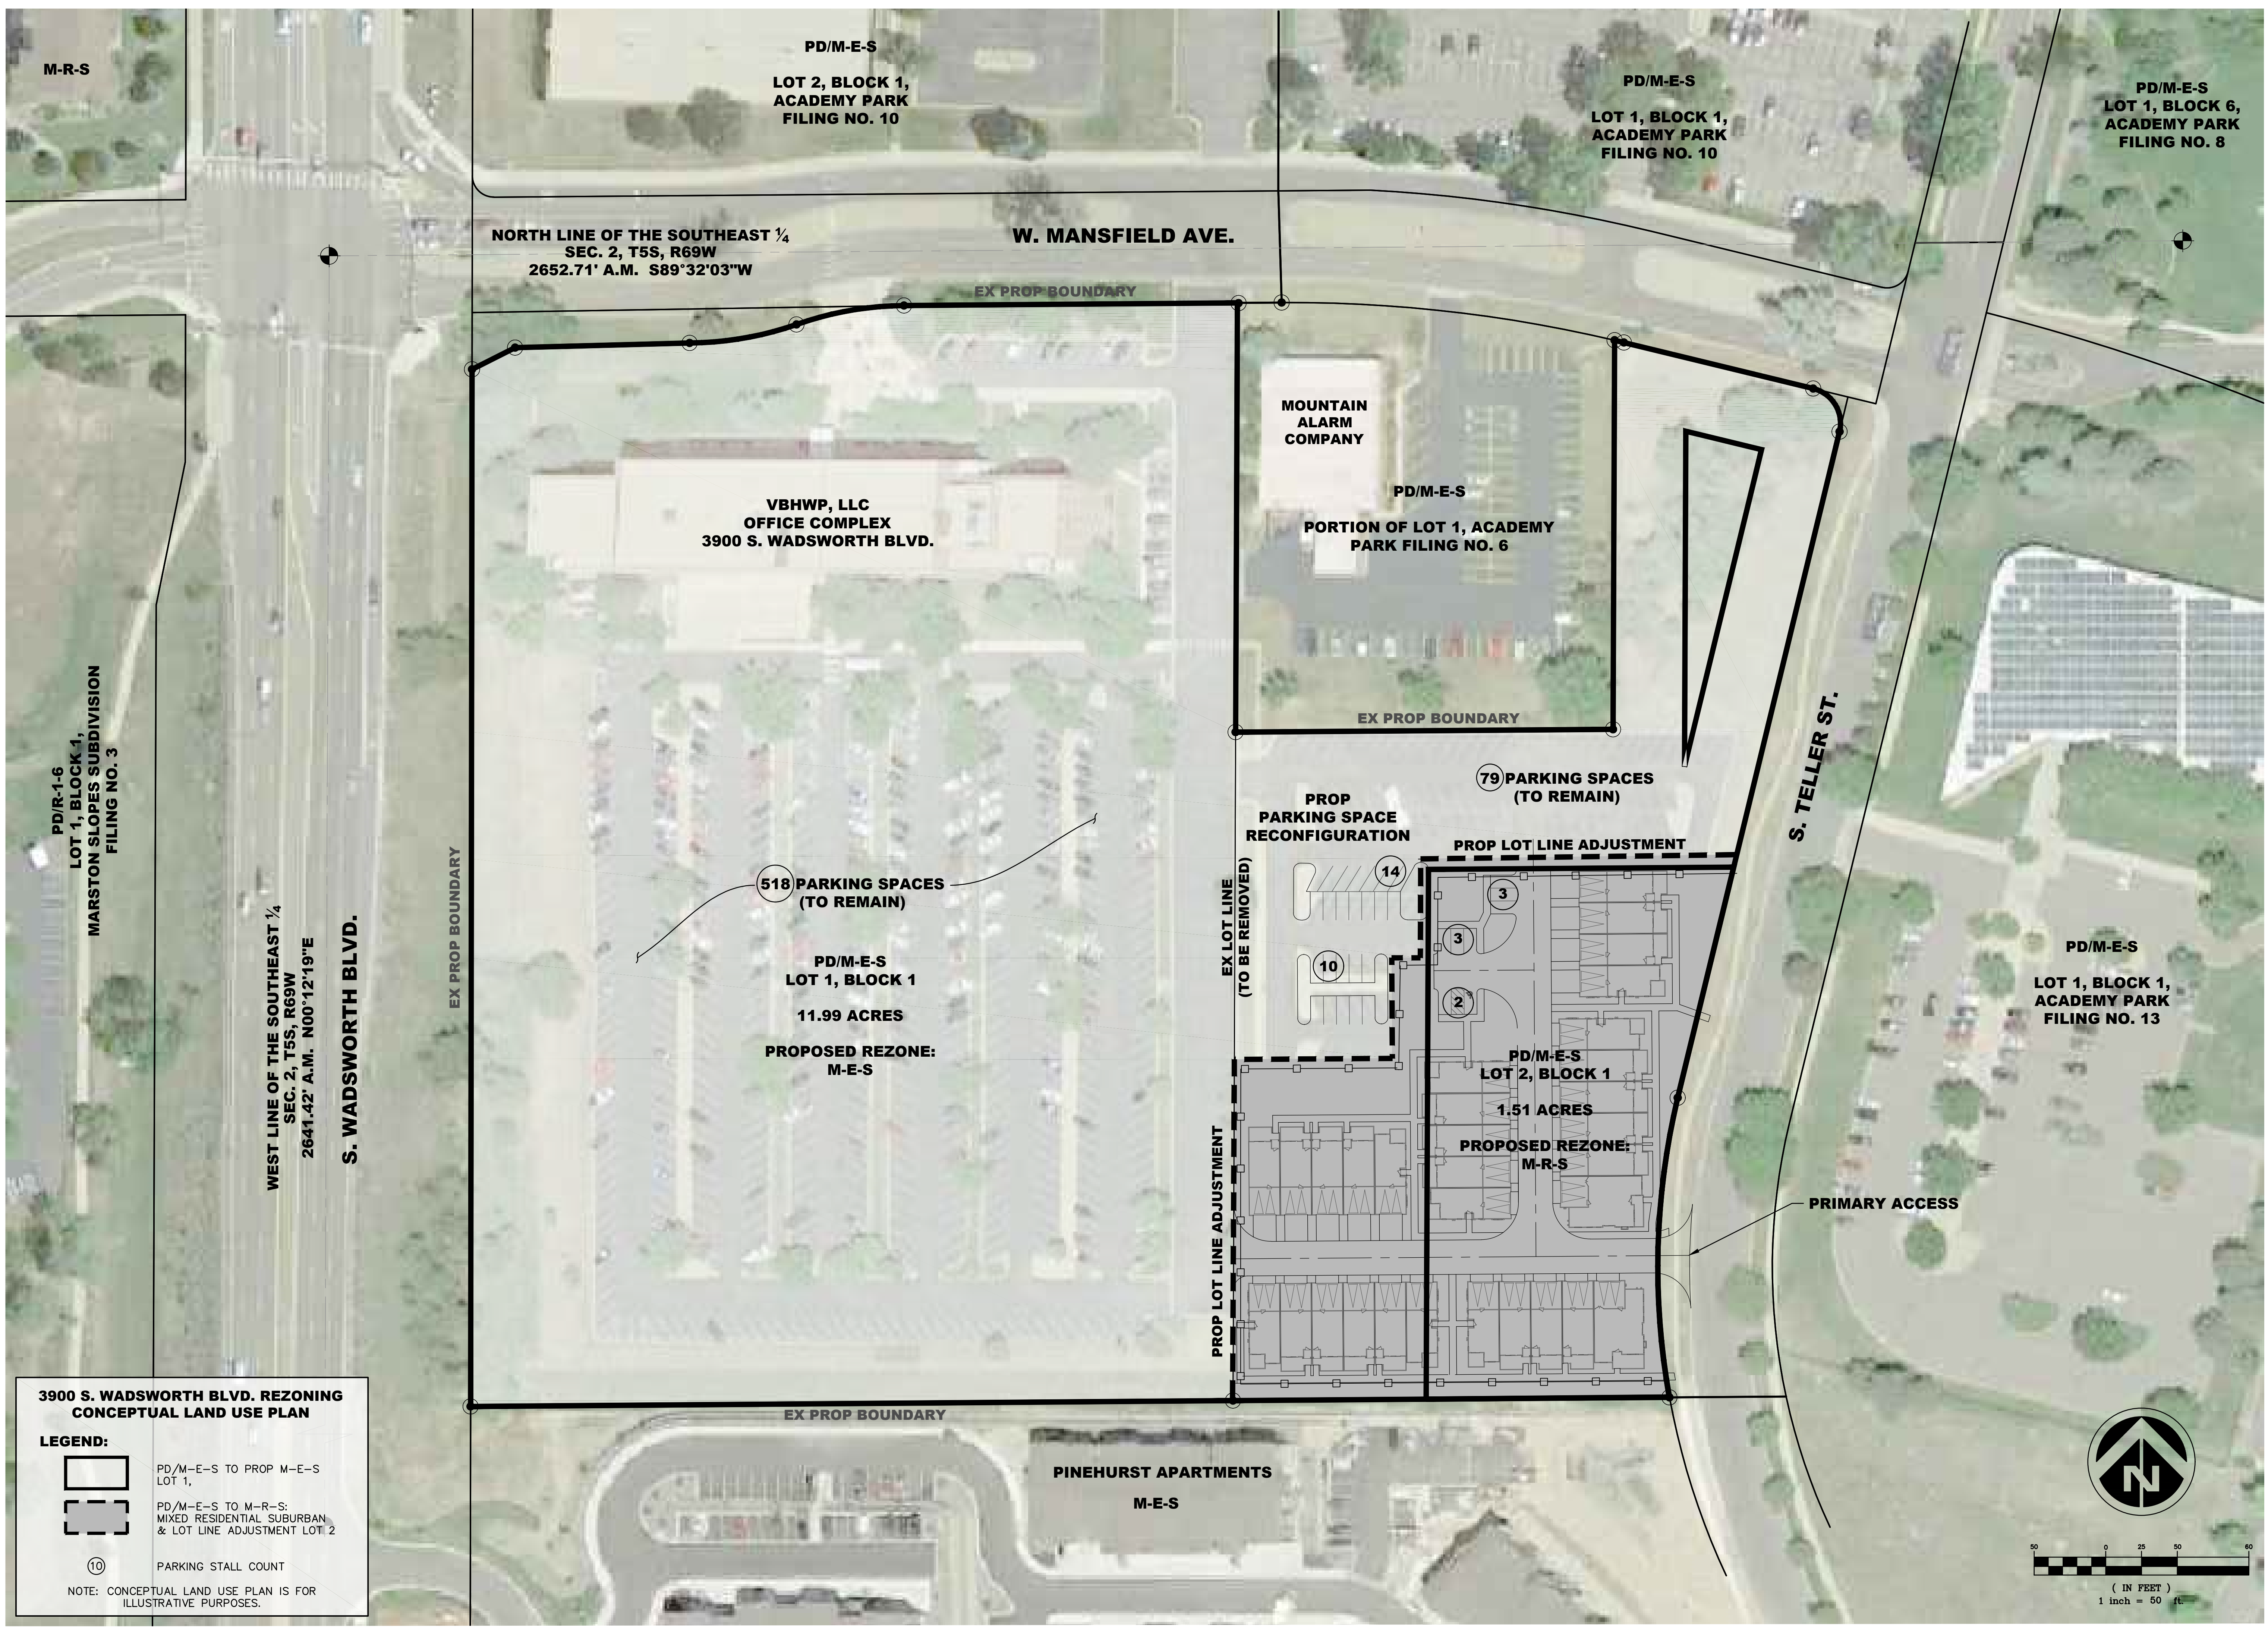 M-R-S
PD/M-E-S
LOT 2, BLOCK 1,
ACADEMY PARK
FILING NO. 10
PD/M-E-S
LOT 1, BLOCK 1,
ACADEMY PARK
FILING NO. 10
PD/M-E-S
LOT 1, BLOCK 6,
ACADEMY PARK
FILING NO. 8
NORTH LINE OF THE SOUTHEAST ¼
SEC. 2, T5S, R69W
2652.71' A.M. S89°32'03"W
W. MANSFIELD AVE.
EX PROP BOUNDARY
MOUNTAIN
ALARM
COMPANY
PD/M-E-S
PORTION OF LOT 1, ACADEMY
PARK FILING NO. 6
EX PROP BOUNDARY
VBHWP, LLC
OFFICE COMPLEX
3900 S. WADSWORTH BLVD.
PD/R-1-6
LOT 1, BLOCK 1,
MARSTON SLOPES SUBDIVISION
FILING NO. 3
WEST LINE OF THE SOUTHEAST ¼
SEC. 2, T5S, R69W
2641.42' A.M. N00°12'19"E
S. WADSWORTH BLVD.
EX PROP BOUNDARY
518 PARKING SPACES
(TO REMAIN)
PD/M-E-S
LOT 1, BLOCK 1
11.99 ACRES
PROPOSED REZONE:
M-E-S
79 PARKING SPACES
(TO REMAIN)
PROP
PARKING SPACE
RECONFIGURATION
PROP LOT LINE ADJUSTMENT
EX LOT LINE
(TO BE REMOVED)
14
10
3
3
2
PD/M-E-S
LOT 2, BLOCK 1
1.51 ACRES
PROPOSED REZONE:
M-R-S
PROP LOT LINE ADJUSTMENT
S. TELLER ST.
PRIMARY ACCESS
PD/M-E-S
LOT 1, BLOCK 1,
ACADEMY PARK
FILING NO. 13
EX PROP BOUNDARY
PINEHURST APARTMENTS
M-E-S
3900 S. WADSWORTH BLVD. REZONING
CONCEPTUAL LAND USE PLAN
LEGEND:
PD/M-E-S TO PROP M-E-S
LOT 1,
PD/M-E-S TO M-R-S:
MIXED RESIDENTIAL SUBURBAN
& LOT LINE ADJUSTMENT LOT 2
10 PARKING STALL COUNT
NOTE: CONCEPTUAL LAND USE PLAN IS FOR
ILLUSTRATIVE PURPOSES.
N
50 0 25 50 60
( IN FEET )
1 inch = 50 ft.